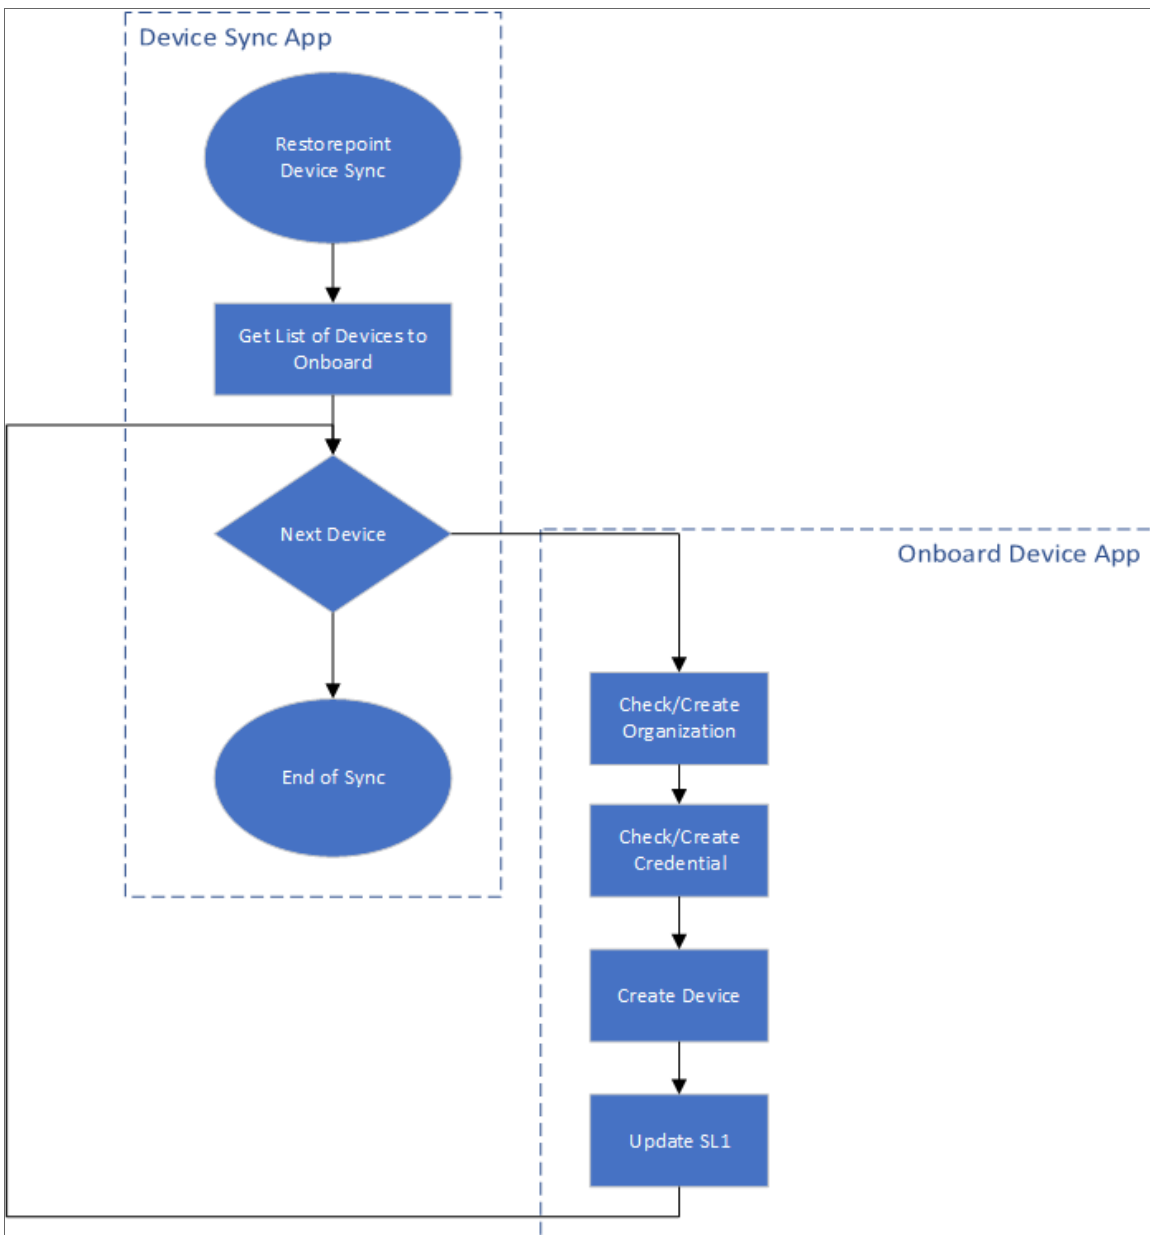 Device Sync App
Restorepoint
Device Sync
Get List of Devices to
Onboard
Next Device
End of Sync
Onboard Device App
Check/Create
Organization
Check/Create
Credential
Create Device
Update SL1